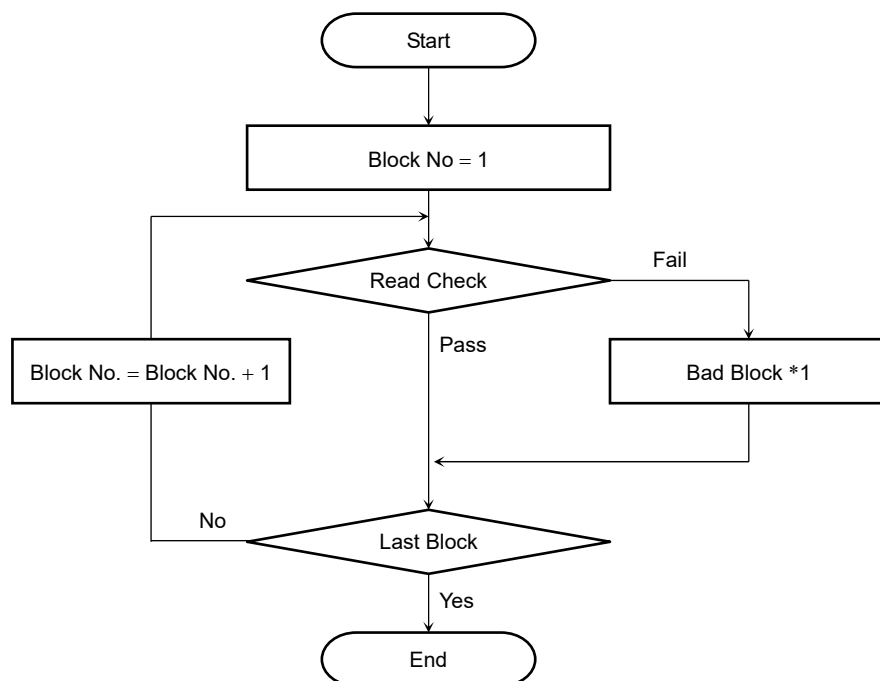 Start
Block No = 1
Read Check
Fail
Pass
Block No. = Block No. + 1
Bad Block *1
No
Last Block
Yes
End